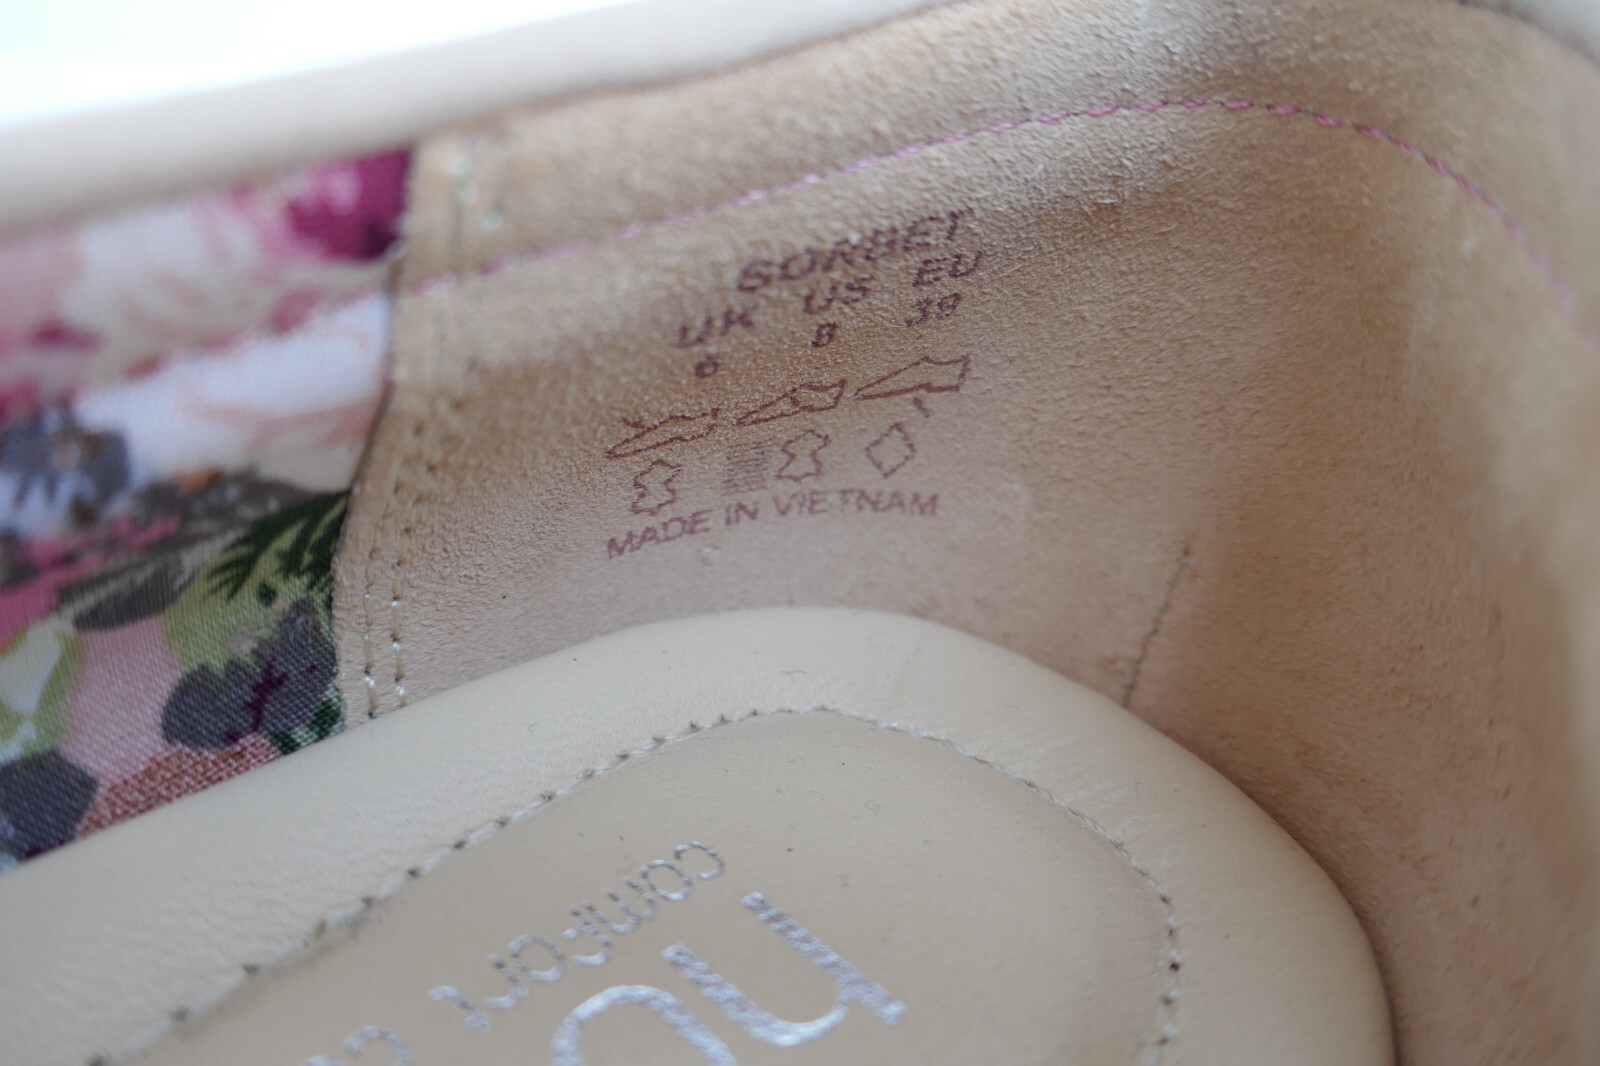 SORBET
UK US EU
6 8 39
MADE IN VIETNAM
comfort